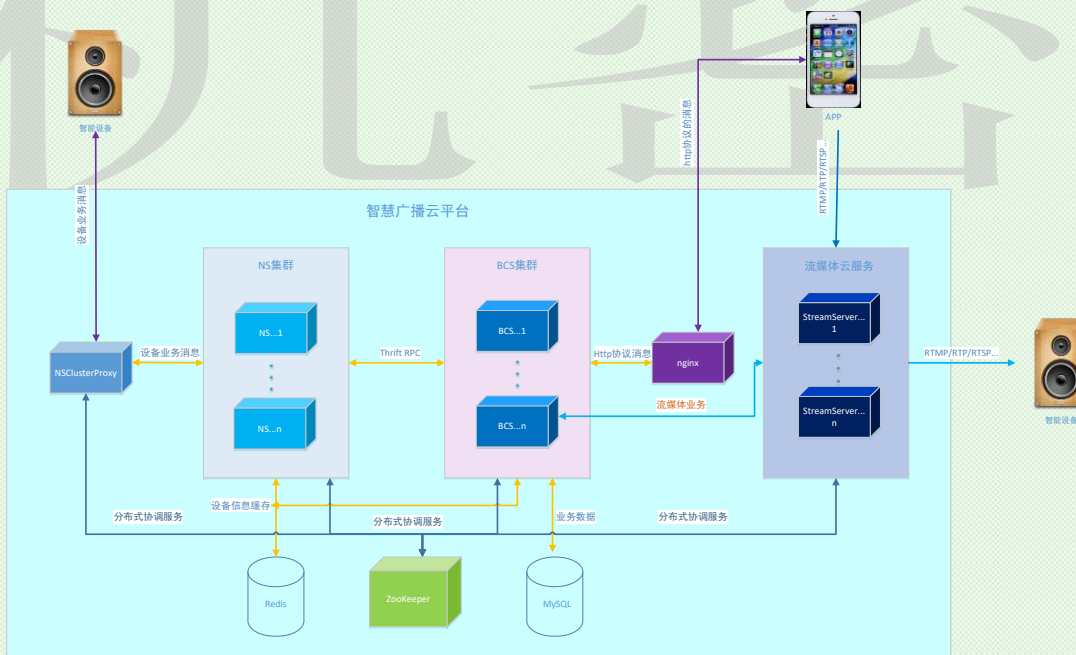 机密
智能设备
APP
http协议的消息
RTMP/RTP/RTSP...
设备业务消息
智慧广播云平台
NS集群
BCS集群
流媒体云服务
NS...1
BCS...1
StreamServer...
1
NSClusterProxy
设备业务消息
Thrift RPC
Http协议消息
nginx
RTMP/RTP/RTSP...
流媒体业务
NS...n
BCS...n
StreamServer...
n
智能设备
设备信息缓存
分布式协调服务
分布式协调服务
业务数据
分布式协调服务
Redis
ZooKeeper
MySQL